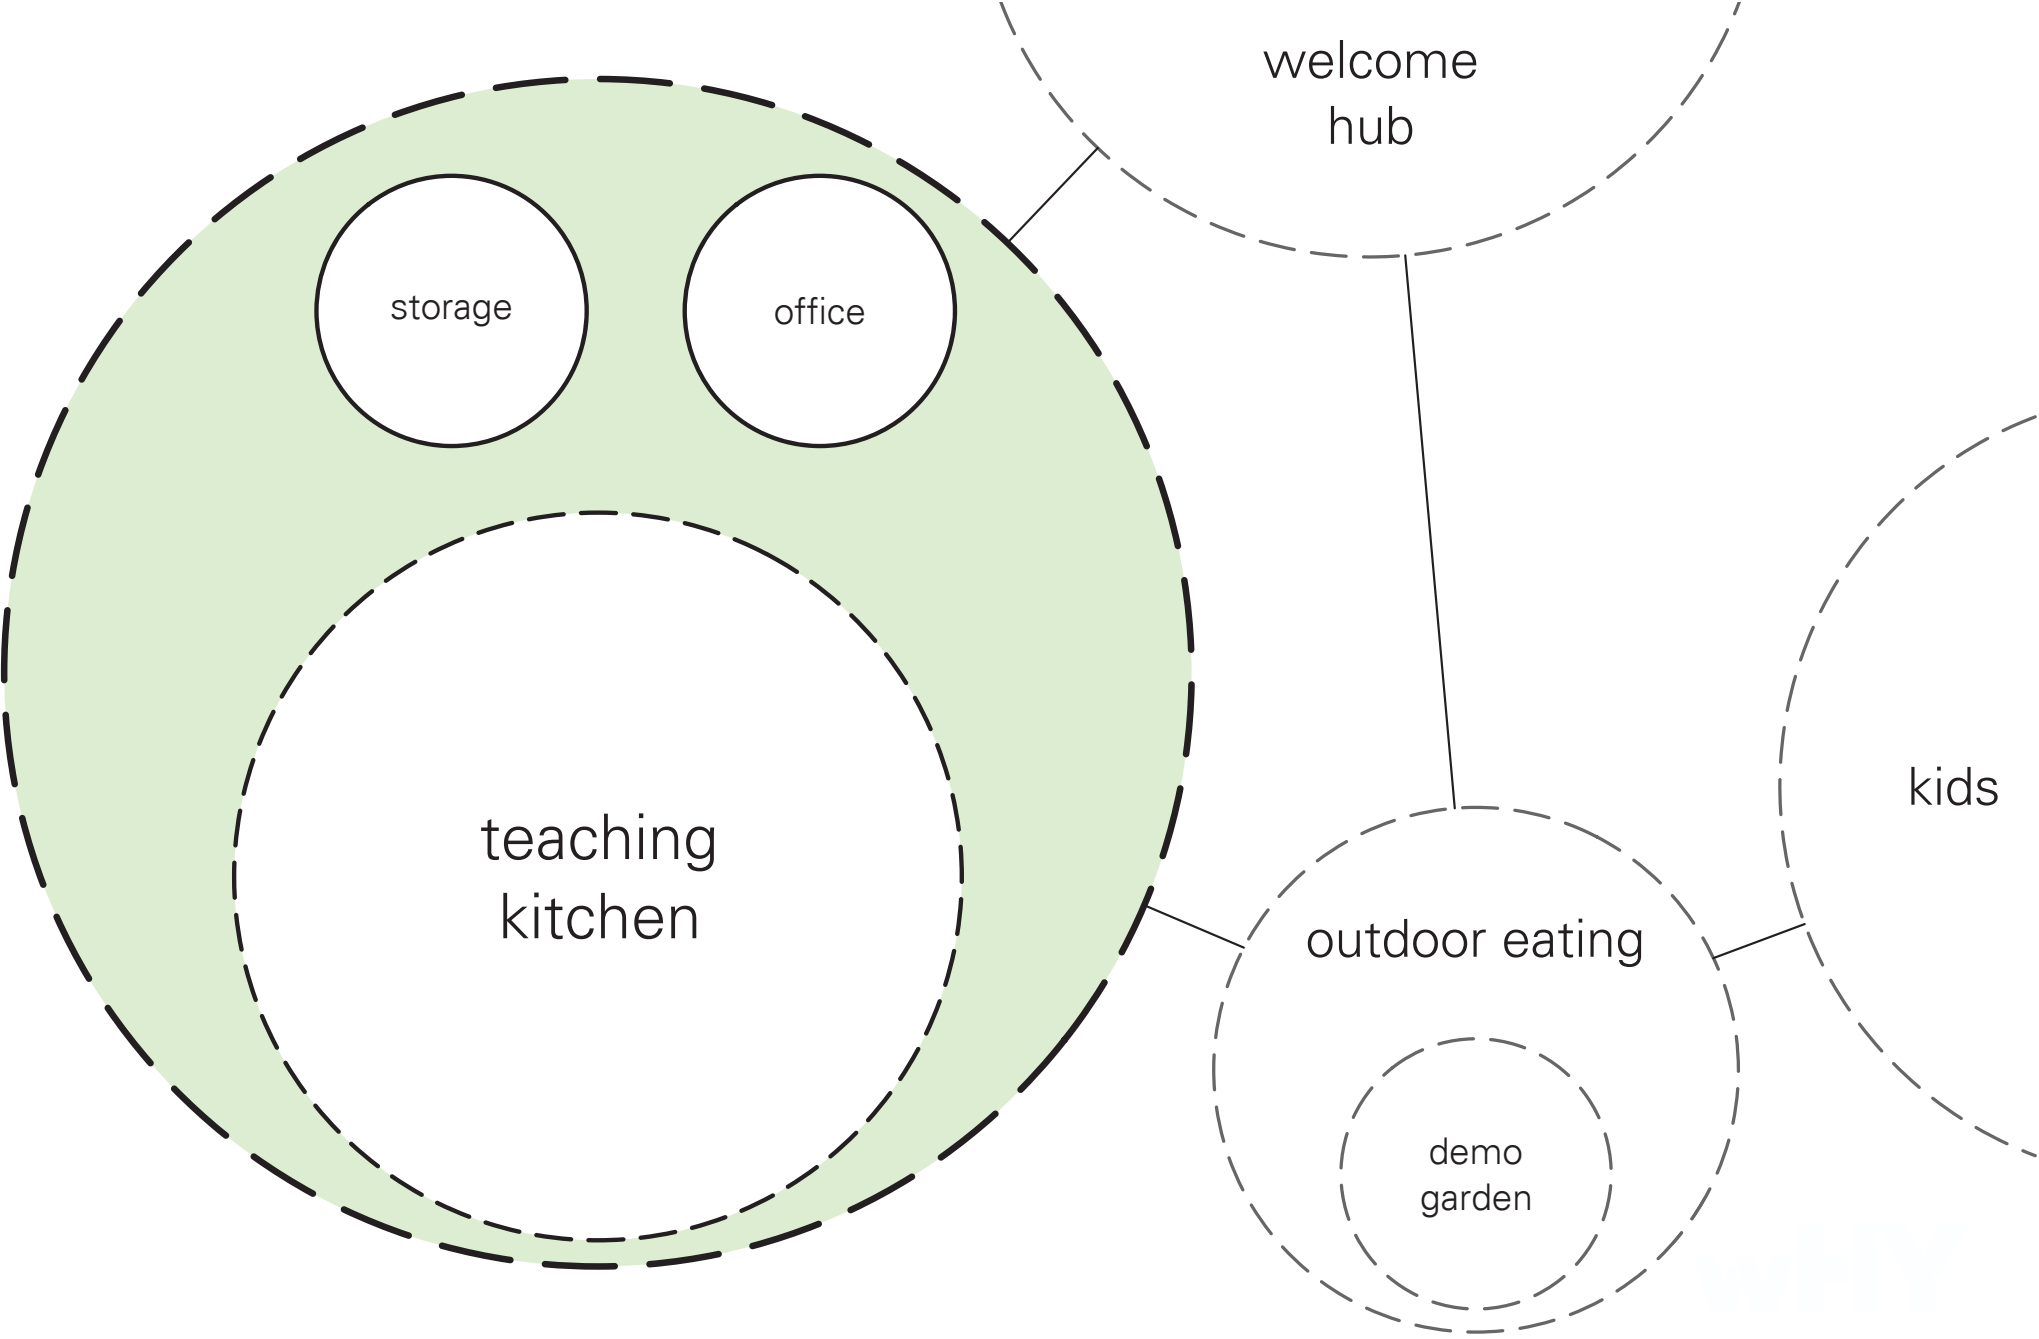 welcome
hub
storage
office
teaching
kitchen
kids
outdoor eating
demo
garden